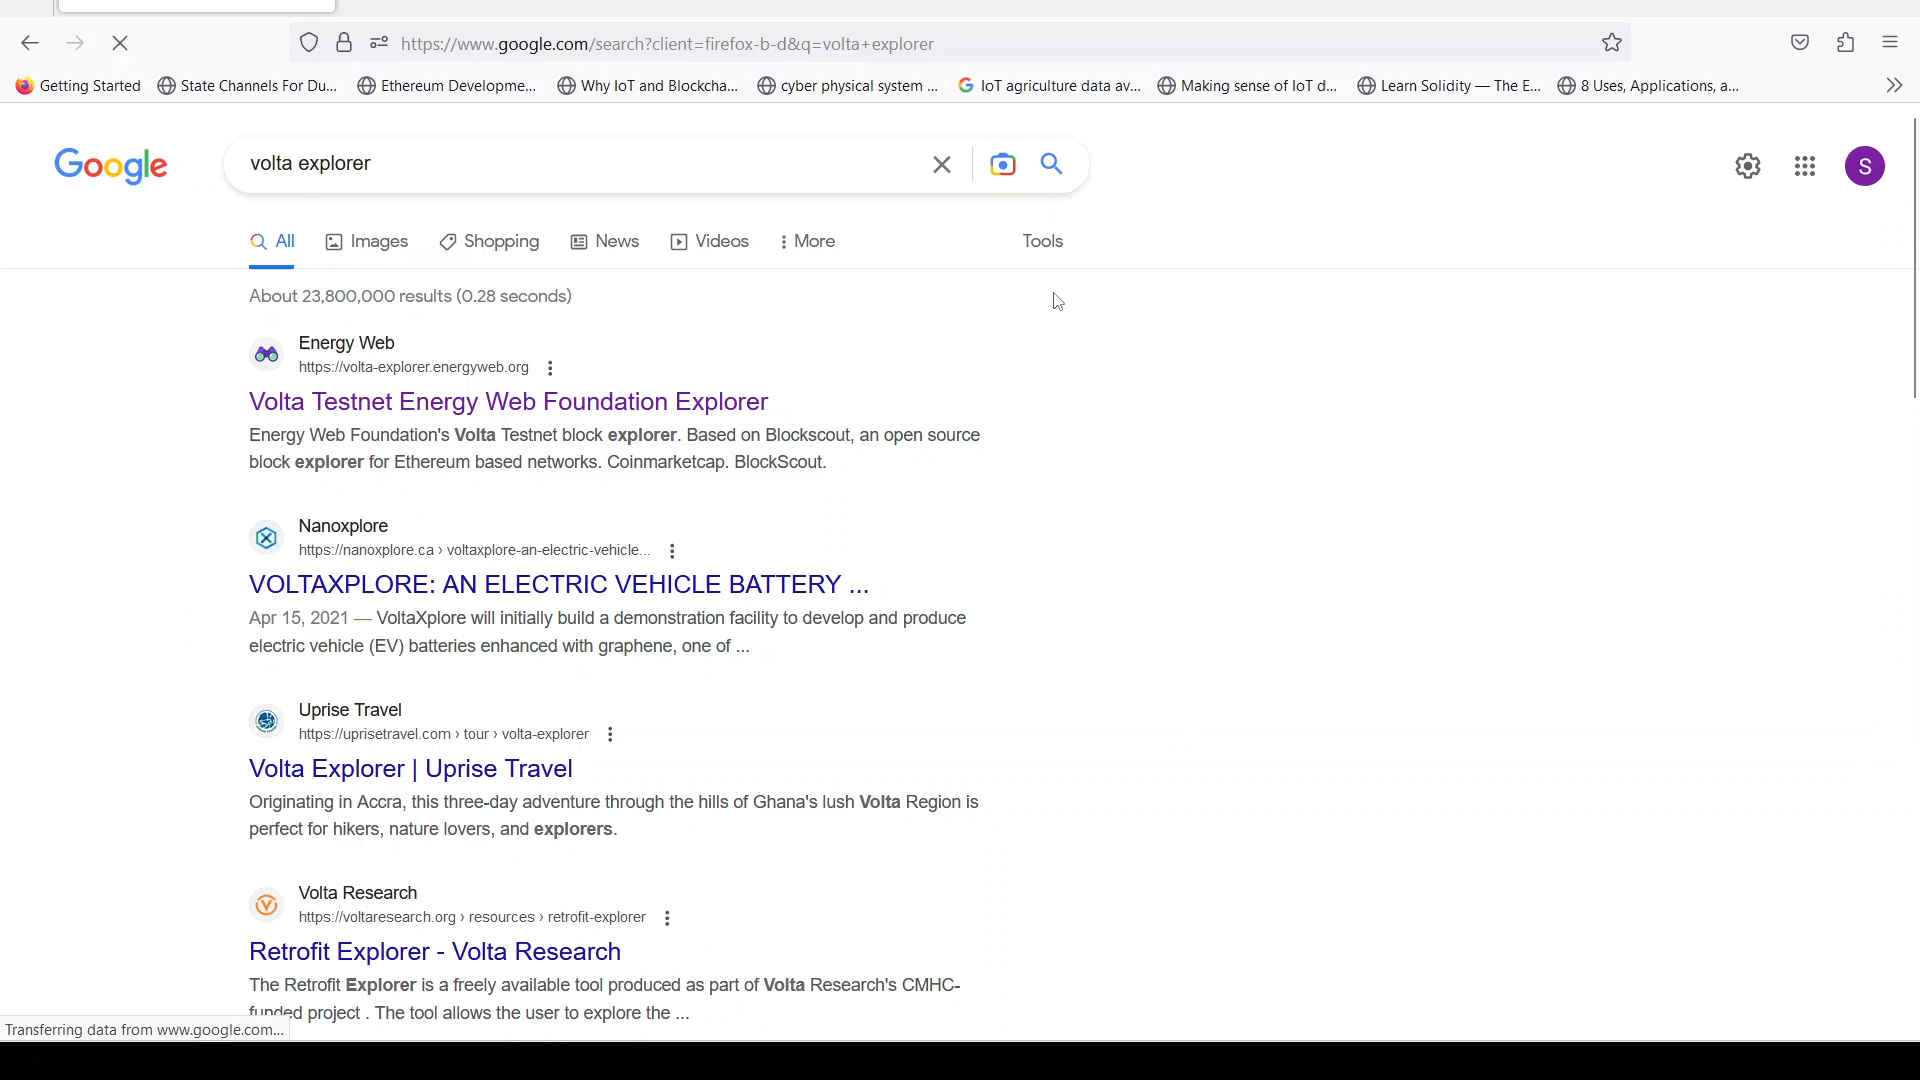 https://www.google.com/search?client=firefox-b-d&q=volta+explorer
Getting Started State Channels For Du... Ethereum Developme... Why IoT and Blockcha... cyber physical system ... IoT agriculture data av... Making sense of IoT d... Learn Solidity — The E... 8 Uses, Applications, a...
Google volta explorer S
All Images Shopping News Videos More Tools
About 23,800,000 results (0.28 seconds)
Energy Web
https://volta-explorer.energyweb.org
Volta Testnet Energy Web Foundation Explorer
Energy Web Foundation's Volta Testnet block explorer. Based on Blockscout, an open source
block explorer for Ethereum based networks. Coinmarketcap. BlockScout.
Nanoxplore
https://nanoxplore.ca › voltaxplore-an-electric-vehicle...
VOLTAXPLORE: AN ELECTRIC VEHICLE BATTERY ...
Apr 15, 2021 — VoltaXplore will initially build a demonstration facility to develop and produce
electric vehicle (EV) batteries enhanced with graphene, one of ...
Uprise Travel
https://uprisetravel.com › tour › volta-explorer
Volta Explorer | Uprise Travel
Originating in Accra, this three-day adventure through the hills of Ghana's lush Volta Region is
perfect for hikers, nature lovers, and explorers.
Volta Research
https://voltaresearch.org › resources › retrofit-explorer
Retrofit Explorer - Volta Research
The Retrofit Explorer is a freely available tool produced as part of Volta Research's CMHC-
funded project . The tool allows the user to explore the ...
Transferring data from www.google.com...